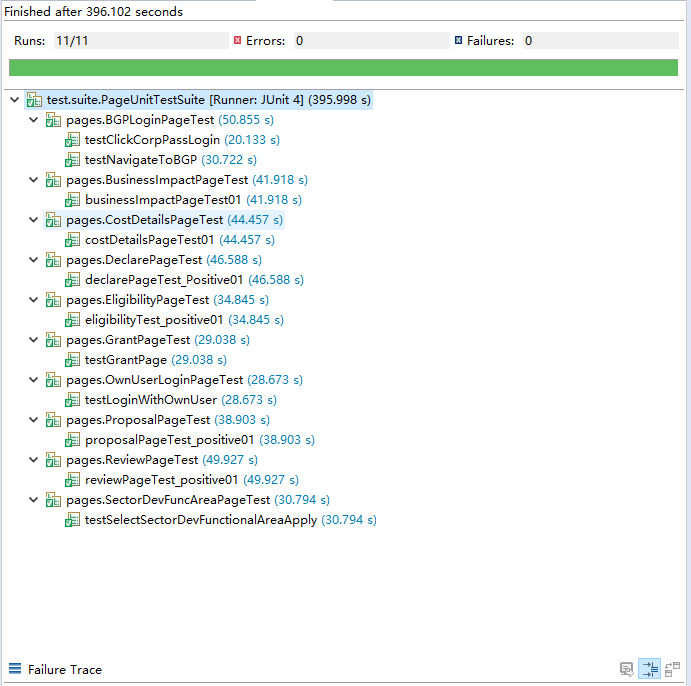 Finished after 396.102 seconds
Runs: 11/11 Errors: 0 Failures: 0
test.suite.PageUnitTestSuite [Runner: JUnit 4] (395.998 s)
pages.BGPLoginPageTest (50.855 s)
testClickCorpPassLogin (20.133 s)
testNavigateToBGP (30.722 s)
pages.BusinessImpactPageTest (41.918 s)
businessImpactPageTest01 (41.918 s)
pages.CostDetailsPageTest (44.457 s)
costDetailsPageTest01 (44.457 s)
pages.DeclarePageTest (46.588 s)
declarePageTest_Positive01 (46.588 s)
pages.EligibilityPageTest (34.845 s)
eligibilityTest_positive01 (34.845 s)
pages.GrantPageTest (29.038 s)
testGrantPage (29.038 s)
pages.OwnUserLoginPageTest (28.673 s)
testLoginWithOwnUser (28.673 s)
pages.ProposalPageTest (38.903 s)
proposalPageTest_positive01 (38.903 s)
pages.ReviewPageTest (49.927 s)
reviewPageTest_positive01 (49.927 s)
pages.SectorDevFuncAreaPageTest (30.794 s)
testSelectSectorDevFunctionalAreaApply (30.794 s)
Failure Trace